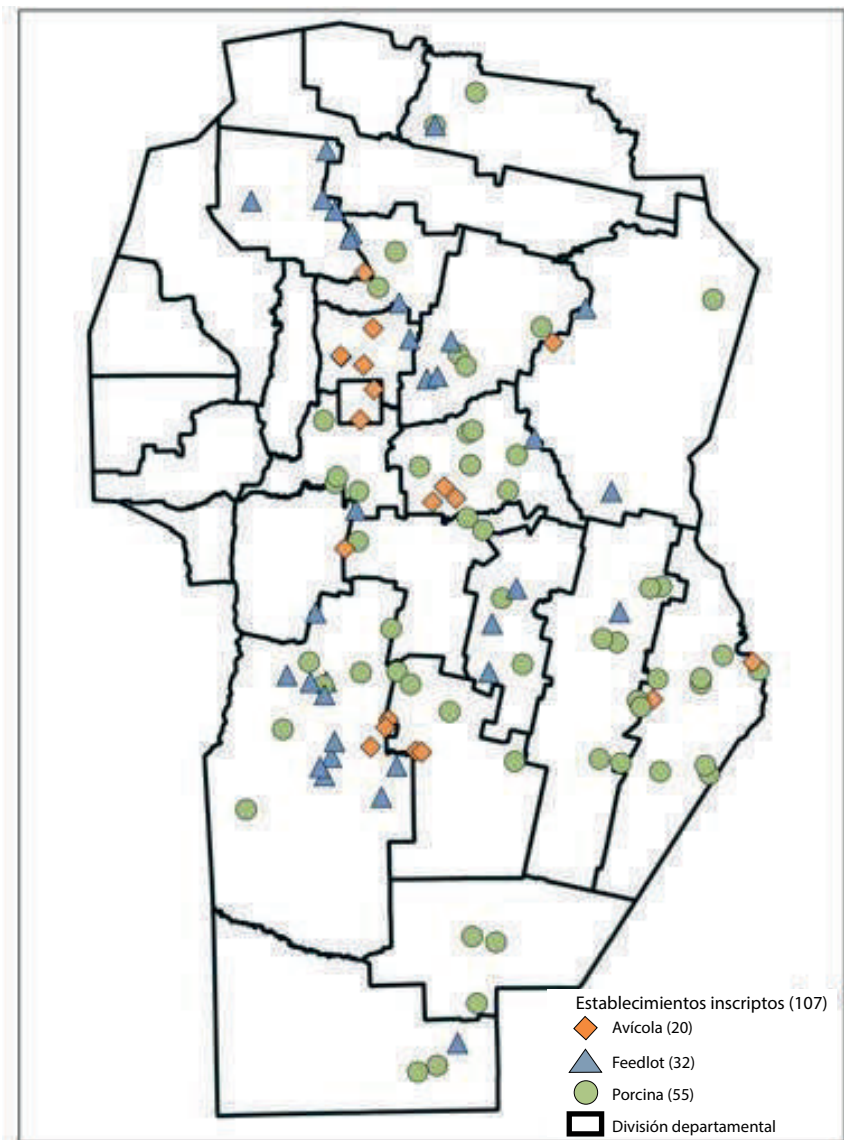 Establecimientos inscriptos (107)
Avícola (20)
Feedlot (32)
Porcina (55)
División departamental